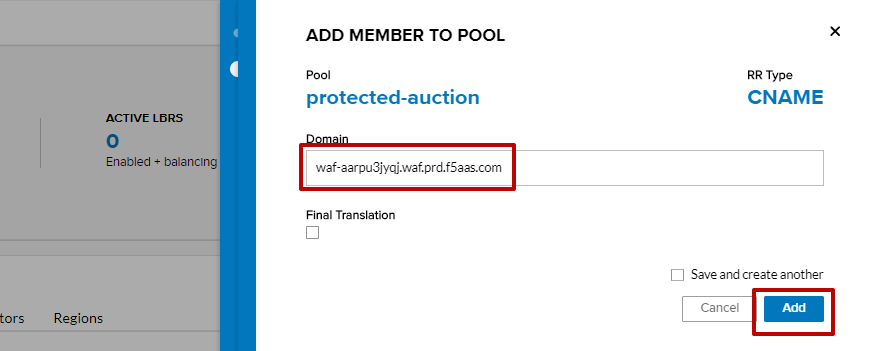 ADD MEMBER TO POOL
Pool
RR Type
protected-auction
CNAME
ACTIVE LBRS
0
Enabled + balancing
Domain
waf-aarpu3jyqj.waf.prd.f5aas.com
Final Translation
Save and create another
Cancel
Add
tors
Regions